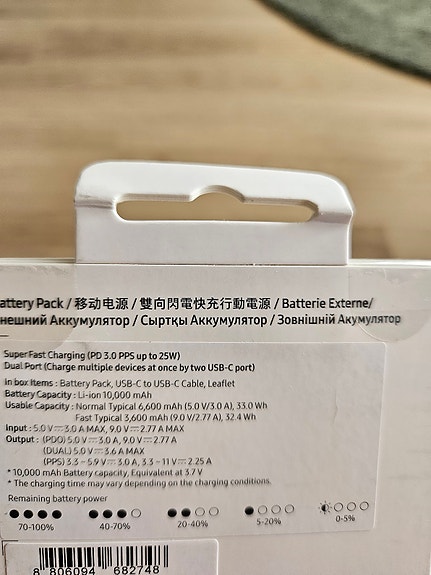 attery Pack / 移动电源 / 雙向閃電快充行動電源 / Batterie Externe/
нешний Аккумулятор / Сыртқы Аккумулятор / Зовнішній Акумулятор
Super Fast Charging (PD 3.0 PPS up to 25W)
Dual Port (Charge multiple devices at once by two USB-C port)
In box Items : Battery Pack, USB-C to USB-C Cable, Leaflet
Battery Capacity : Li-ion 10,000 mAh
Usable Capacity : Normal Typical 6,600 mAh (5.0 V/3.0 A), 33.0 Wh
Fast Typical 3,600 mAh (9.0 V/2.77 A), 32.4 Wh
Input : 5.0 V⎓3.0 A MAX, 9.0 V⎓2.77 A MAX
Output : (PDO) 5.0 V⎓3.0 A, 9.0 V⎓2.77 A
(DUAL) 5.0 V⎓3.6 A MAX
(PPS) 3.3 – 5.9 V⎓3.0 A, 3.3 – 11 V⎓2.25 A
* 10,000 mAh Battery capacity, Equivalent at 3.7 V
* The charging time may vary depending on the charging conditions.
Remaining battery power
70-100% 40-70% 20-40% 5-20% 0-5%
8 806094 682748